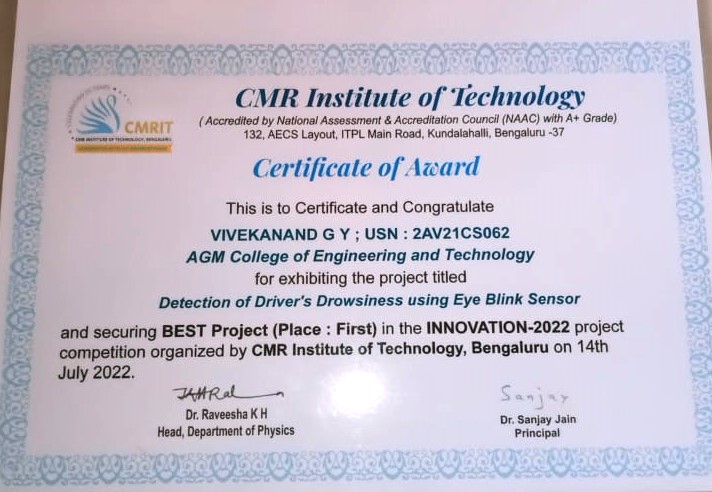 CMR Institute of Technology
( Accredited by National Assessment & Accreditation Council (NAAC) with A+ Grade)
132, AECS Layout, ITPL Main Road, Kundalahalli, Bengaluru -37
CMRIT
CMR INSTITUTE OF TECHNOLOGY, BENGALURU.
Certificate of Award
This is to Certificate and Congratulate
VIVEKANAND G Y ; USN : 2AV21CS062
AGM College of Engineering and Technology
for exhibiting the project titled
Detection of Driver's Drowsiness using Eye Blink Sensor
and securing BEST Project (Place : First) in the INNOVATION-2022 project
competition organized by CMR Institute of Technology, Bengaluru on 14th
July 2022.
Dr. Raveesha K H
Head, Department of Physics
Sanjay
Dr. Sanjay Jain
Principal